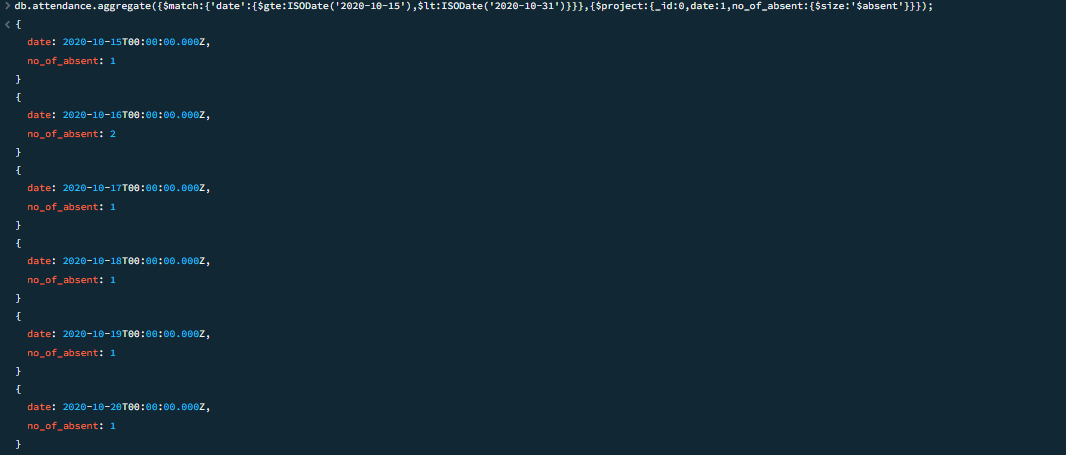 > db.attendance.aggregate({$match:{'date':{$gte:ISODate('2020-10-15'),$lt:ISODate('2020-10-31')}}},{$project:{_id:0,date:1,no_of_absent:{$size:'$absent'}}});
< {
date: 2020-10-15T00:00:00.000Z,
no_of_absent: 1
}
{
date: 2020-10-16T00:00:00.000Z,
no_of_absent: 2
}
{
date: 2020-10-17T00:00:00.000Z,
no_of_absent: 1
}
{
date: 2020-10-18T00:00:00.000Z,
no_of_absent: 1
}
{
date: 2020-10-19T00:00:00.000Z,
no_of_absent: 1
}
{
date: 2020-10-20T00:00:00.000Z,
no_of_absent: 1
}